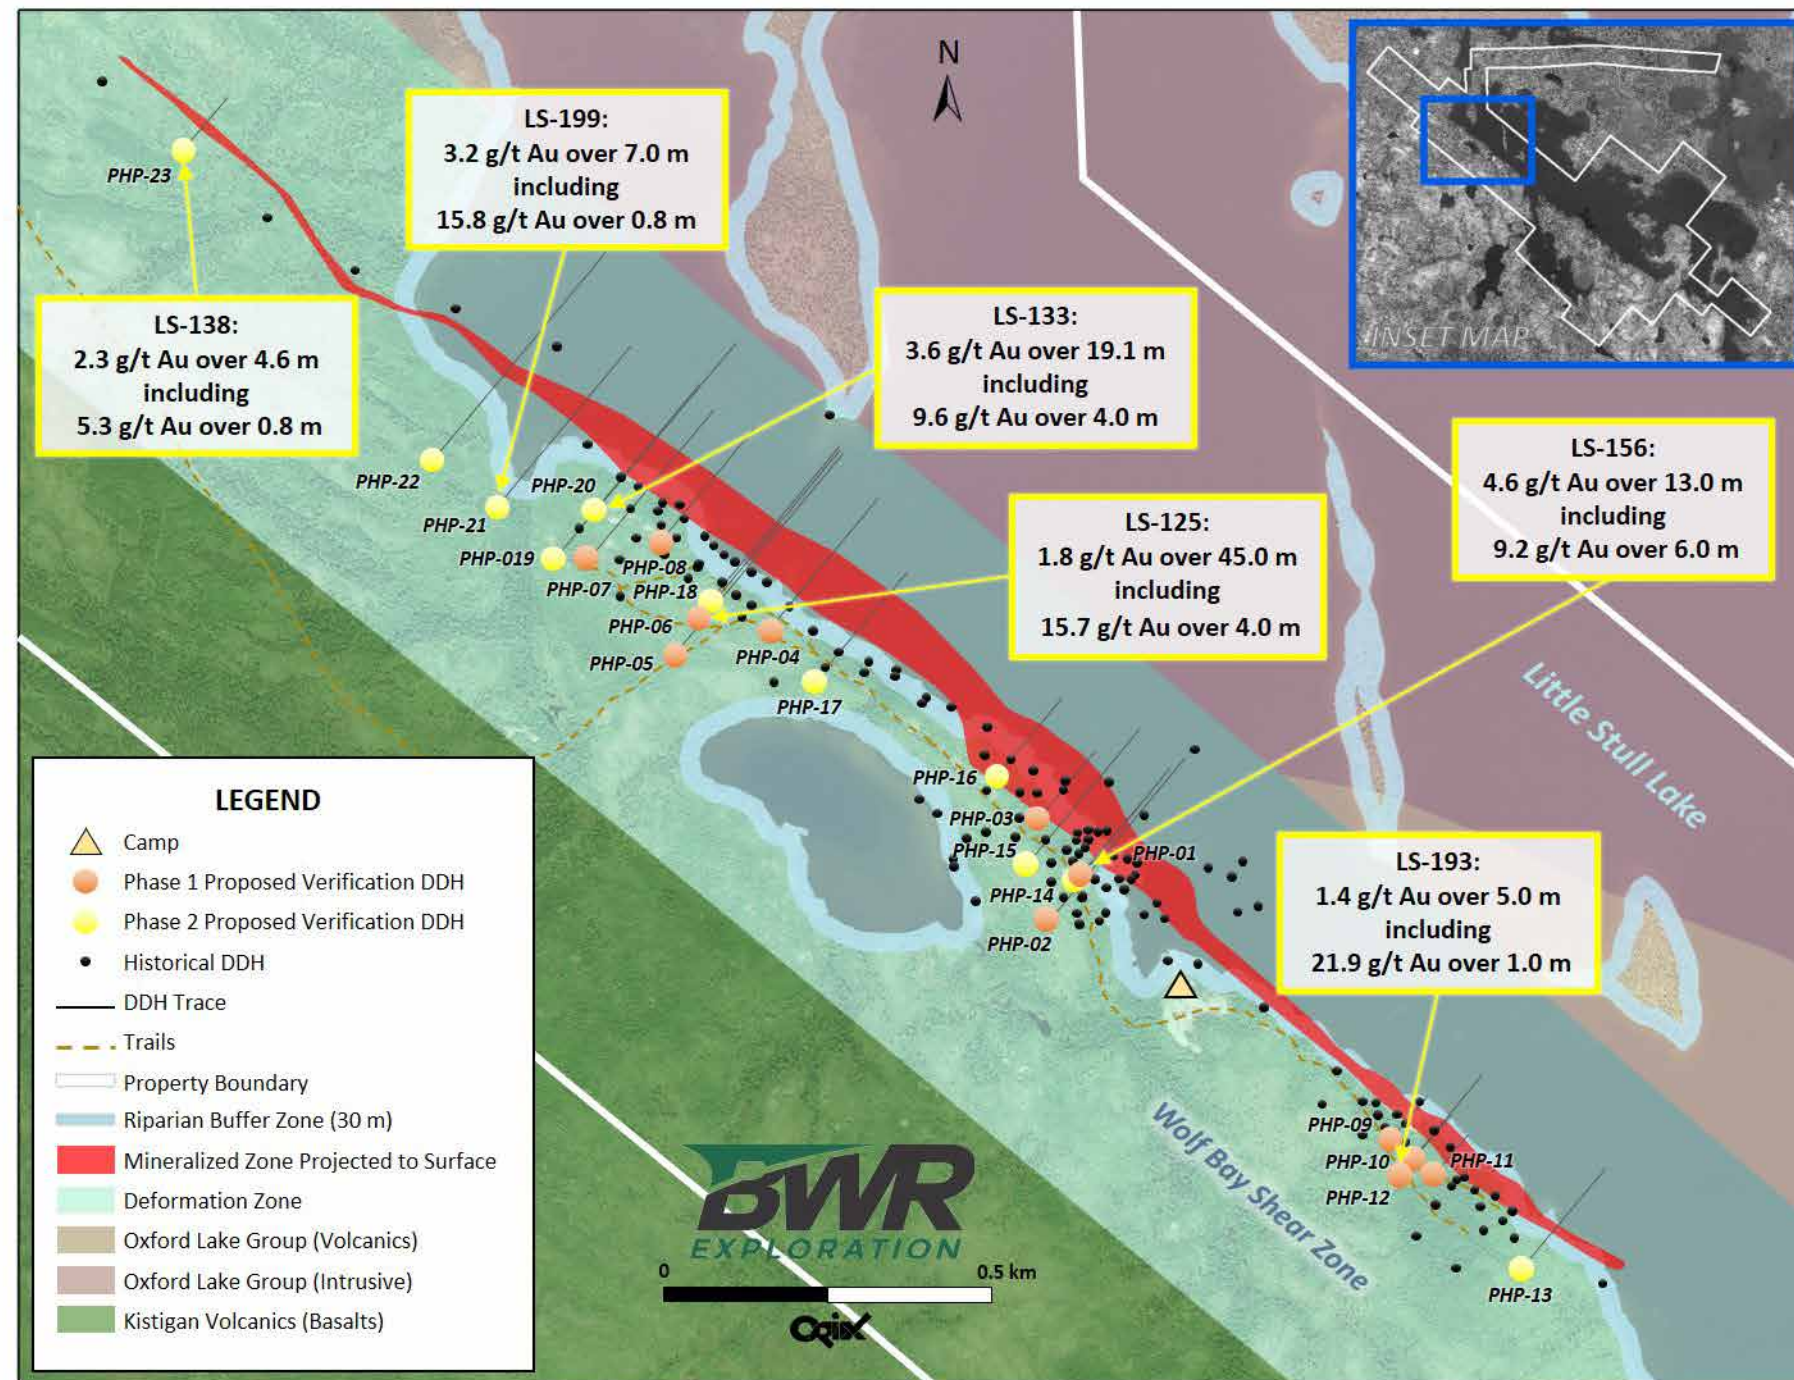 N
LS-199:
3.2 g/t Au over 7.0 m
including
15.8 g/t Au over 0.8 m
INSET MAP
PHP-23
LS-138:
2.3 g/t Au over 4.6 m
including
5.3 g/t Au over 0.8 m
LS-133:
3.6 g/t Au over 19.1 m
including
9.6 g/t Au over 4.0 m
LS-156:
4.6 g/t Au over 13.0 m
including
9.2 g/t Au over 6.0 m
LS-125:
1.8 g/t Au over 45.0 m
including
15.7 g/t Au over 4.0 m
PHP-22
PHP-20
PHP-21
PHP-019
PHP-08
PHP-07
PHP-18
PHP-06
PHP-05
PHP-04
PHP-17
Little Stull Lake
PHP-16
PHP-03
PHP-15
PHP-01
PHP-14
PHP-02
LS-193:
1.4 g/t Au over 5.0 m
including
21.9 g/t Au over 1.0 m
PHP-09
PHP-10
PHP-11
PHP-12
PHP-13
Wolf Bay Shear Zone
LEGEND
Camp
Phase 1 Proposed Verification DDH
Phase 2 Proposed Verification DDH
Historical DDH
DDH Trace
Trails
Property Boundary
Riparian Buffer Zone (30 m)
Mineralized Zone Projected to Surface
Deformation Zone
Oxford Lake Group (Volcanics)
Oxford Lake Group (Intrusive)
Kistigan Volcanics (Basalts)
BWR
EXPLORATION
0 0.5 km